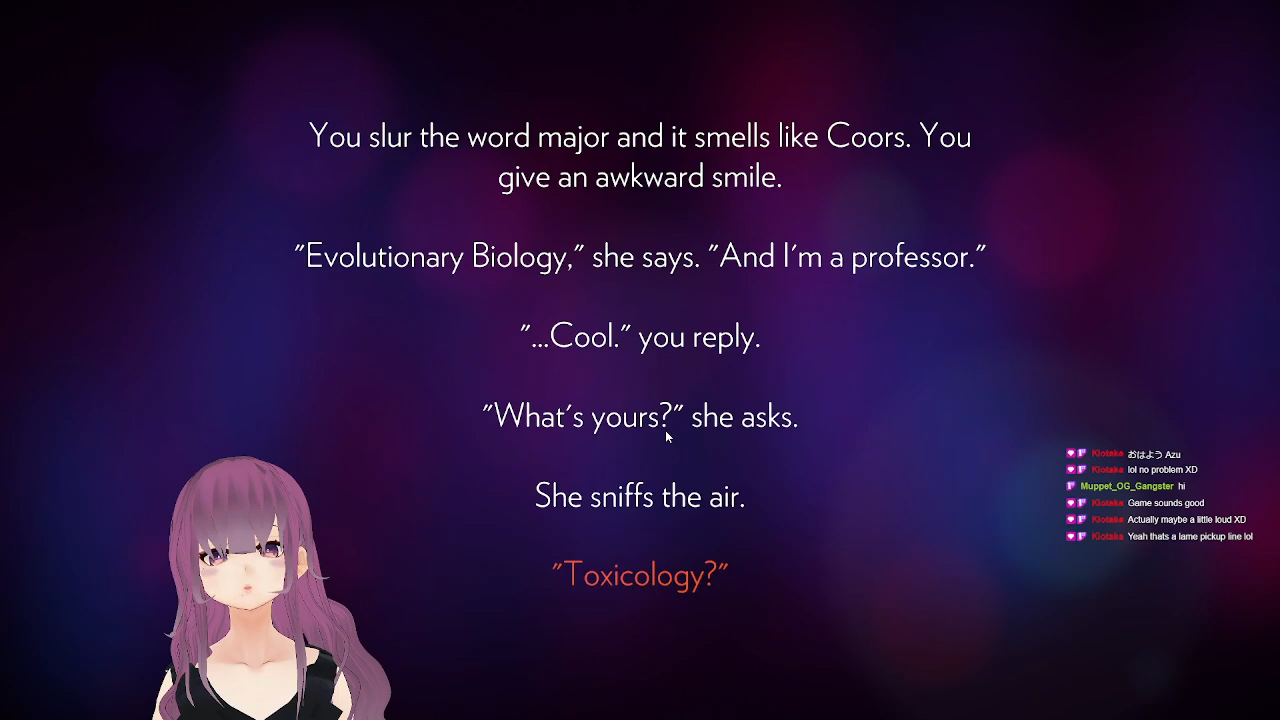 You slur the word major and it smells like Coors. You
give an awkward smile.
"Evolutionary Biology," she says. "And I'm a professor."
"...Cool." you reply.
"What's yours?" she asks.
She sniffs the air.
"Toxicology?"
Kiotaka おはよう Azu
Kiotaka lol no problem XD
Muppet_OG_Gangster hi
Kiotaka Game sounds good
Kiotaka Actually maybe a little loud XD
Kiotaka Yeah thats a lame pickup line lol